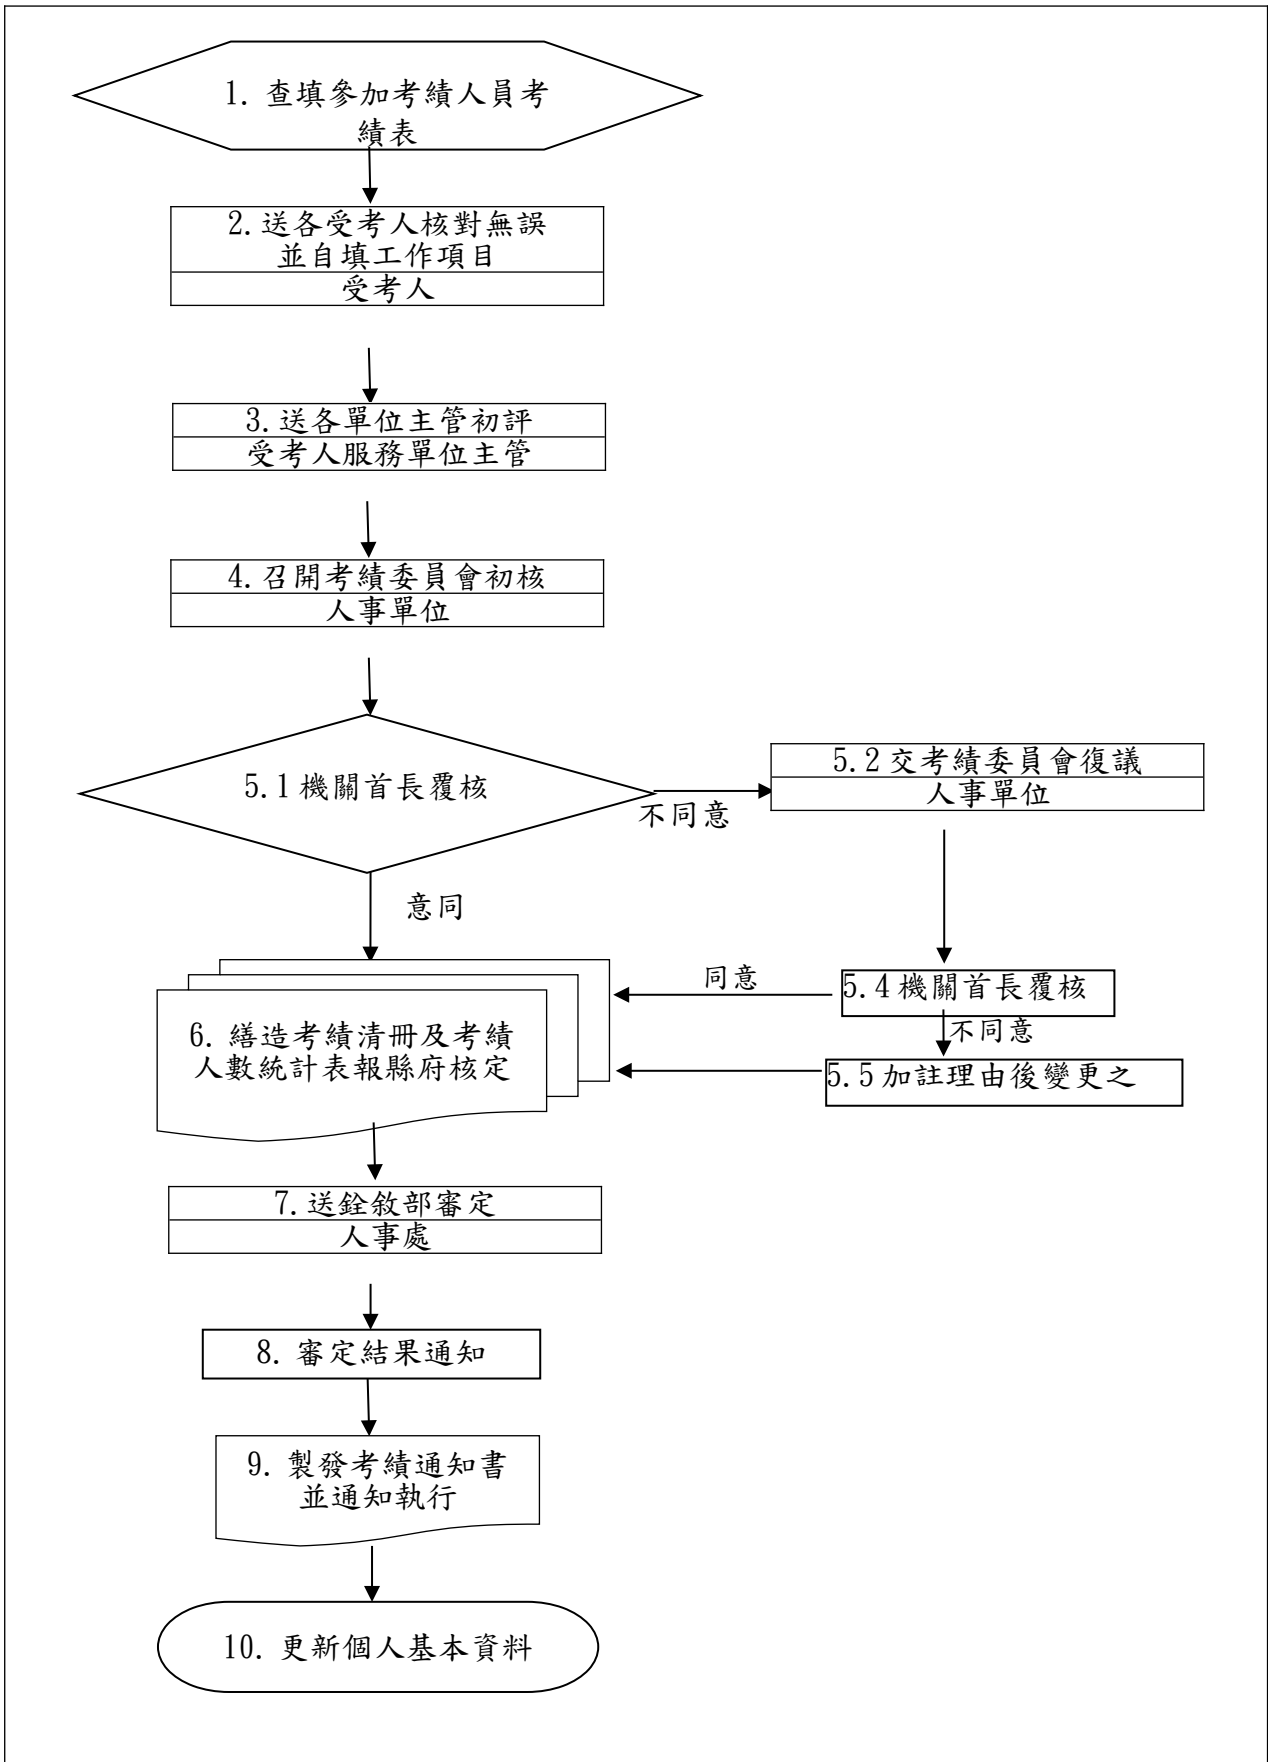 1. 查填參加考績人員考
績表
2.送各受考人核對無誤
並自填工作項目
受考人
3.送各單位主管初評
受考人服務單位主管
4.召開考績委員會初核
人事單位
5.1機關首長覆核
不同意
5.2交考績委員會復議
人事單位
意同
同意
5.4機關首長覆核
不同意
5.5加註理由後變更之
6. 繕造考績清冊及考績
人數統計表報縣府核定
7.送銓敘部審定
人事處
8. 審定結果通知
9. 製發考績通知書
並通知執行
10. 更新個人基本資料